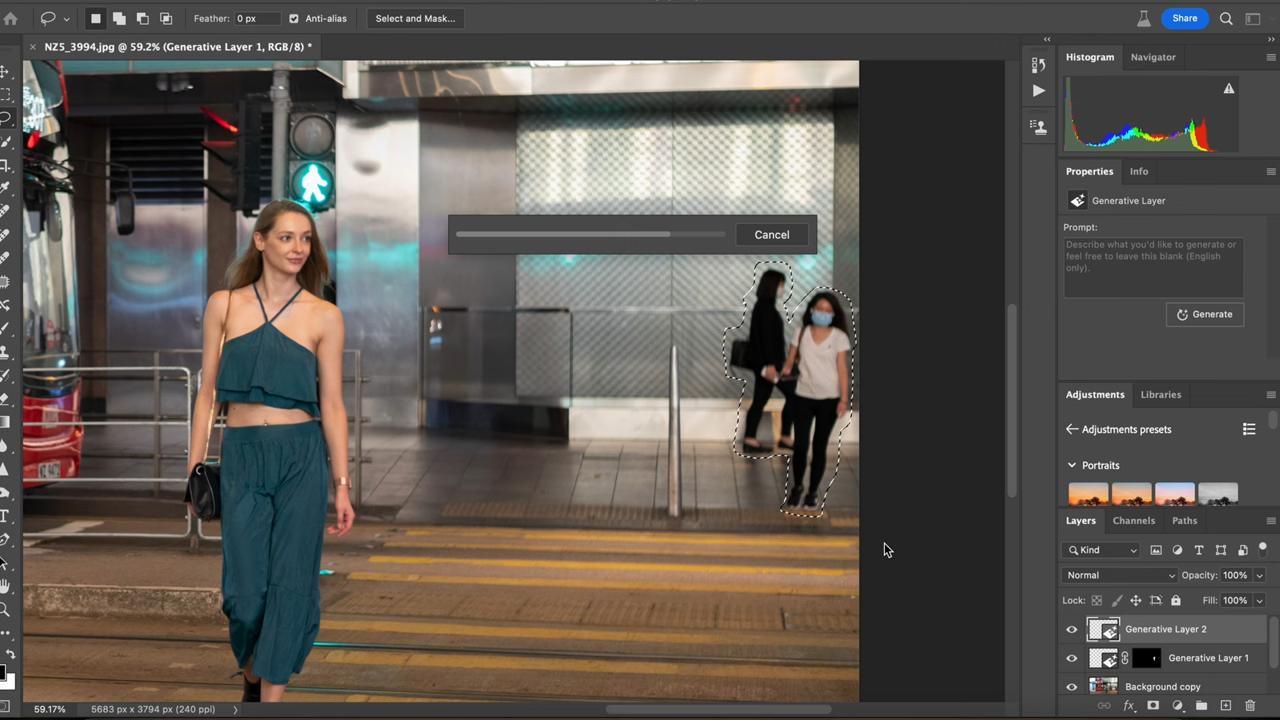 Feather: 0 px Anti-alias Select and Mask... Share
NZ5_3994.jpg @ 59.2% (Generative Layer 1, RGB/8) *
Histogram Navigator
Properties Info
Generative Layer
Prompt:
Describe what you'd like to generate or
feel free to leave this blank (English
only).
Generate
Cancel
Adjustments Libraries
Adjustments presets
Portraits
Layers Channels Paths
Kind
Normal Opacity: 100%
Lock: Fill: 100%
Generative Layer 2
Generative Layer 1
Background copy
59.17% 5683 px x 3794 px (240 ppi)